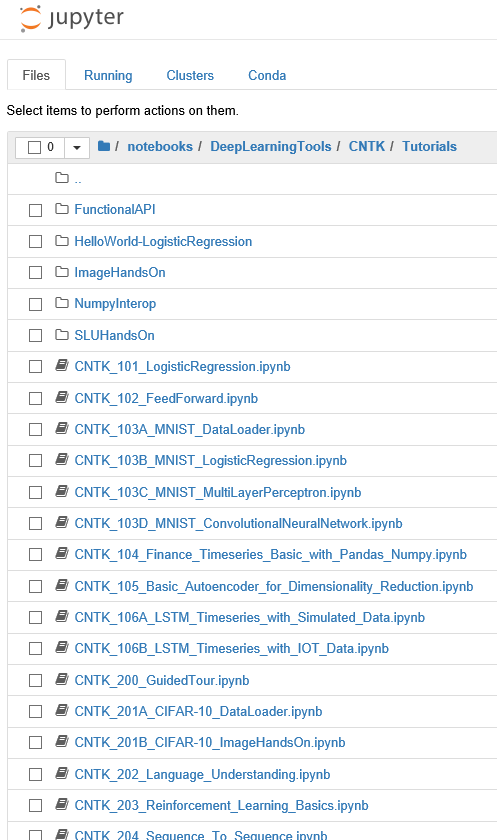 jupyter
Files Running Clusters Conda
Select items to perform actions on them.
0 / notebooks / DeepLearningTools / CNTK / Tutorials
..
FunctionalAPI
HelloWorld-LogisticRegression
ImageHandsOn
NumpyInterop
SLUHandsOn
CNTK_101_LogisticRegression.ipynb
CNTK_102_FeedForward.ipynb
CNTK_103A_MNIST_DataLoader.ipynb
CNTK_103B_MNIST_LogisticRegression.ipynb
CNTK_103C_MNIST_MultiLayerPerceptron.ipynb
CNTK_103D_MNIST_ConvolutionalNeuralNetwork.ipynb
CNTK_104_Finance_Timeseries_Basic_with_Pandas_Numpy.ipynb
CNTK_105_Basic_Autoencoder_for_Dimensionality_Reduction.ipynb
CNTK_106A_LSTM_Timeseries_with_Simulated_Data.ipynb
CNTK_106B_LSTM_Timeseries_with_IOT_Data.ipynb
CNTK_200_GuidedTour.ipynb
CNTK_201A_CIFAR-10_DataLoader.ipynb
CNTK_201B_CIFAR-10_ImageHandsOn.ipynb
CNTK_202_Language_Understanding.ipynb
CNTK_203_Reinforcement_Learning_Basics.ipynb
CNTK_204_Sequence_To_Sequence.ipynb